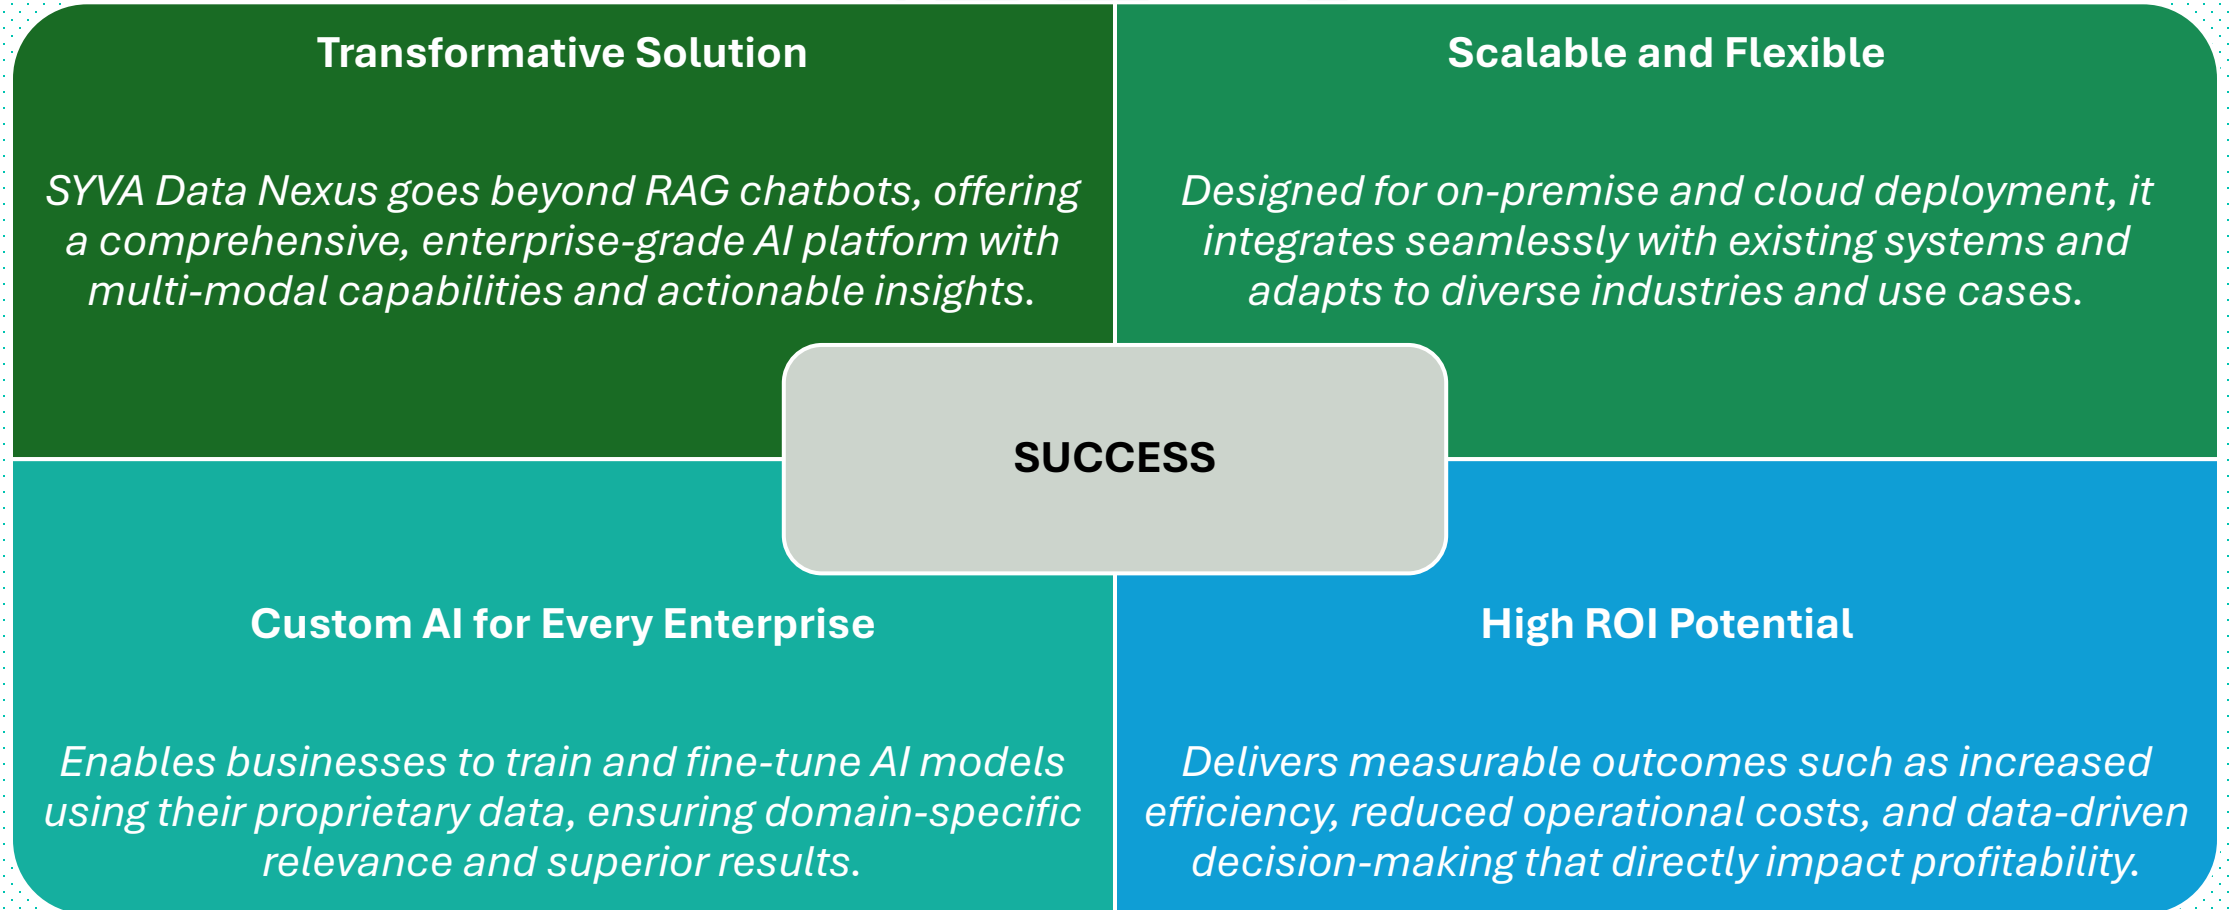 Transformative Solution
SYVA Data Nexus goes beyond RAG chatbots, offering
a comprehensive, enterprise-grade AI platform with
multi-modal capabilities and actionable insights.
Scalable and Flexible
Designed for on-premise and cloud deployment, it
integrates seamlessly with existing systems and
adapts to diverse industries and use cases.
SUCCESS
Custom AI for Every Enterprise
Enables businesses to train and fine-tune AI models
using their proprietary data, ensuring domain-specific
relevance and superior results.
High ROI Potential
Delivers measurable outcomes such as increased
efficiency, reduced operational costs, and data-driven
decision-making that directly impact profitability.